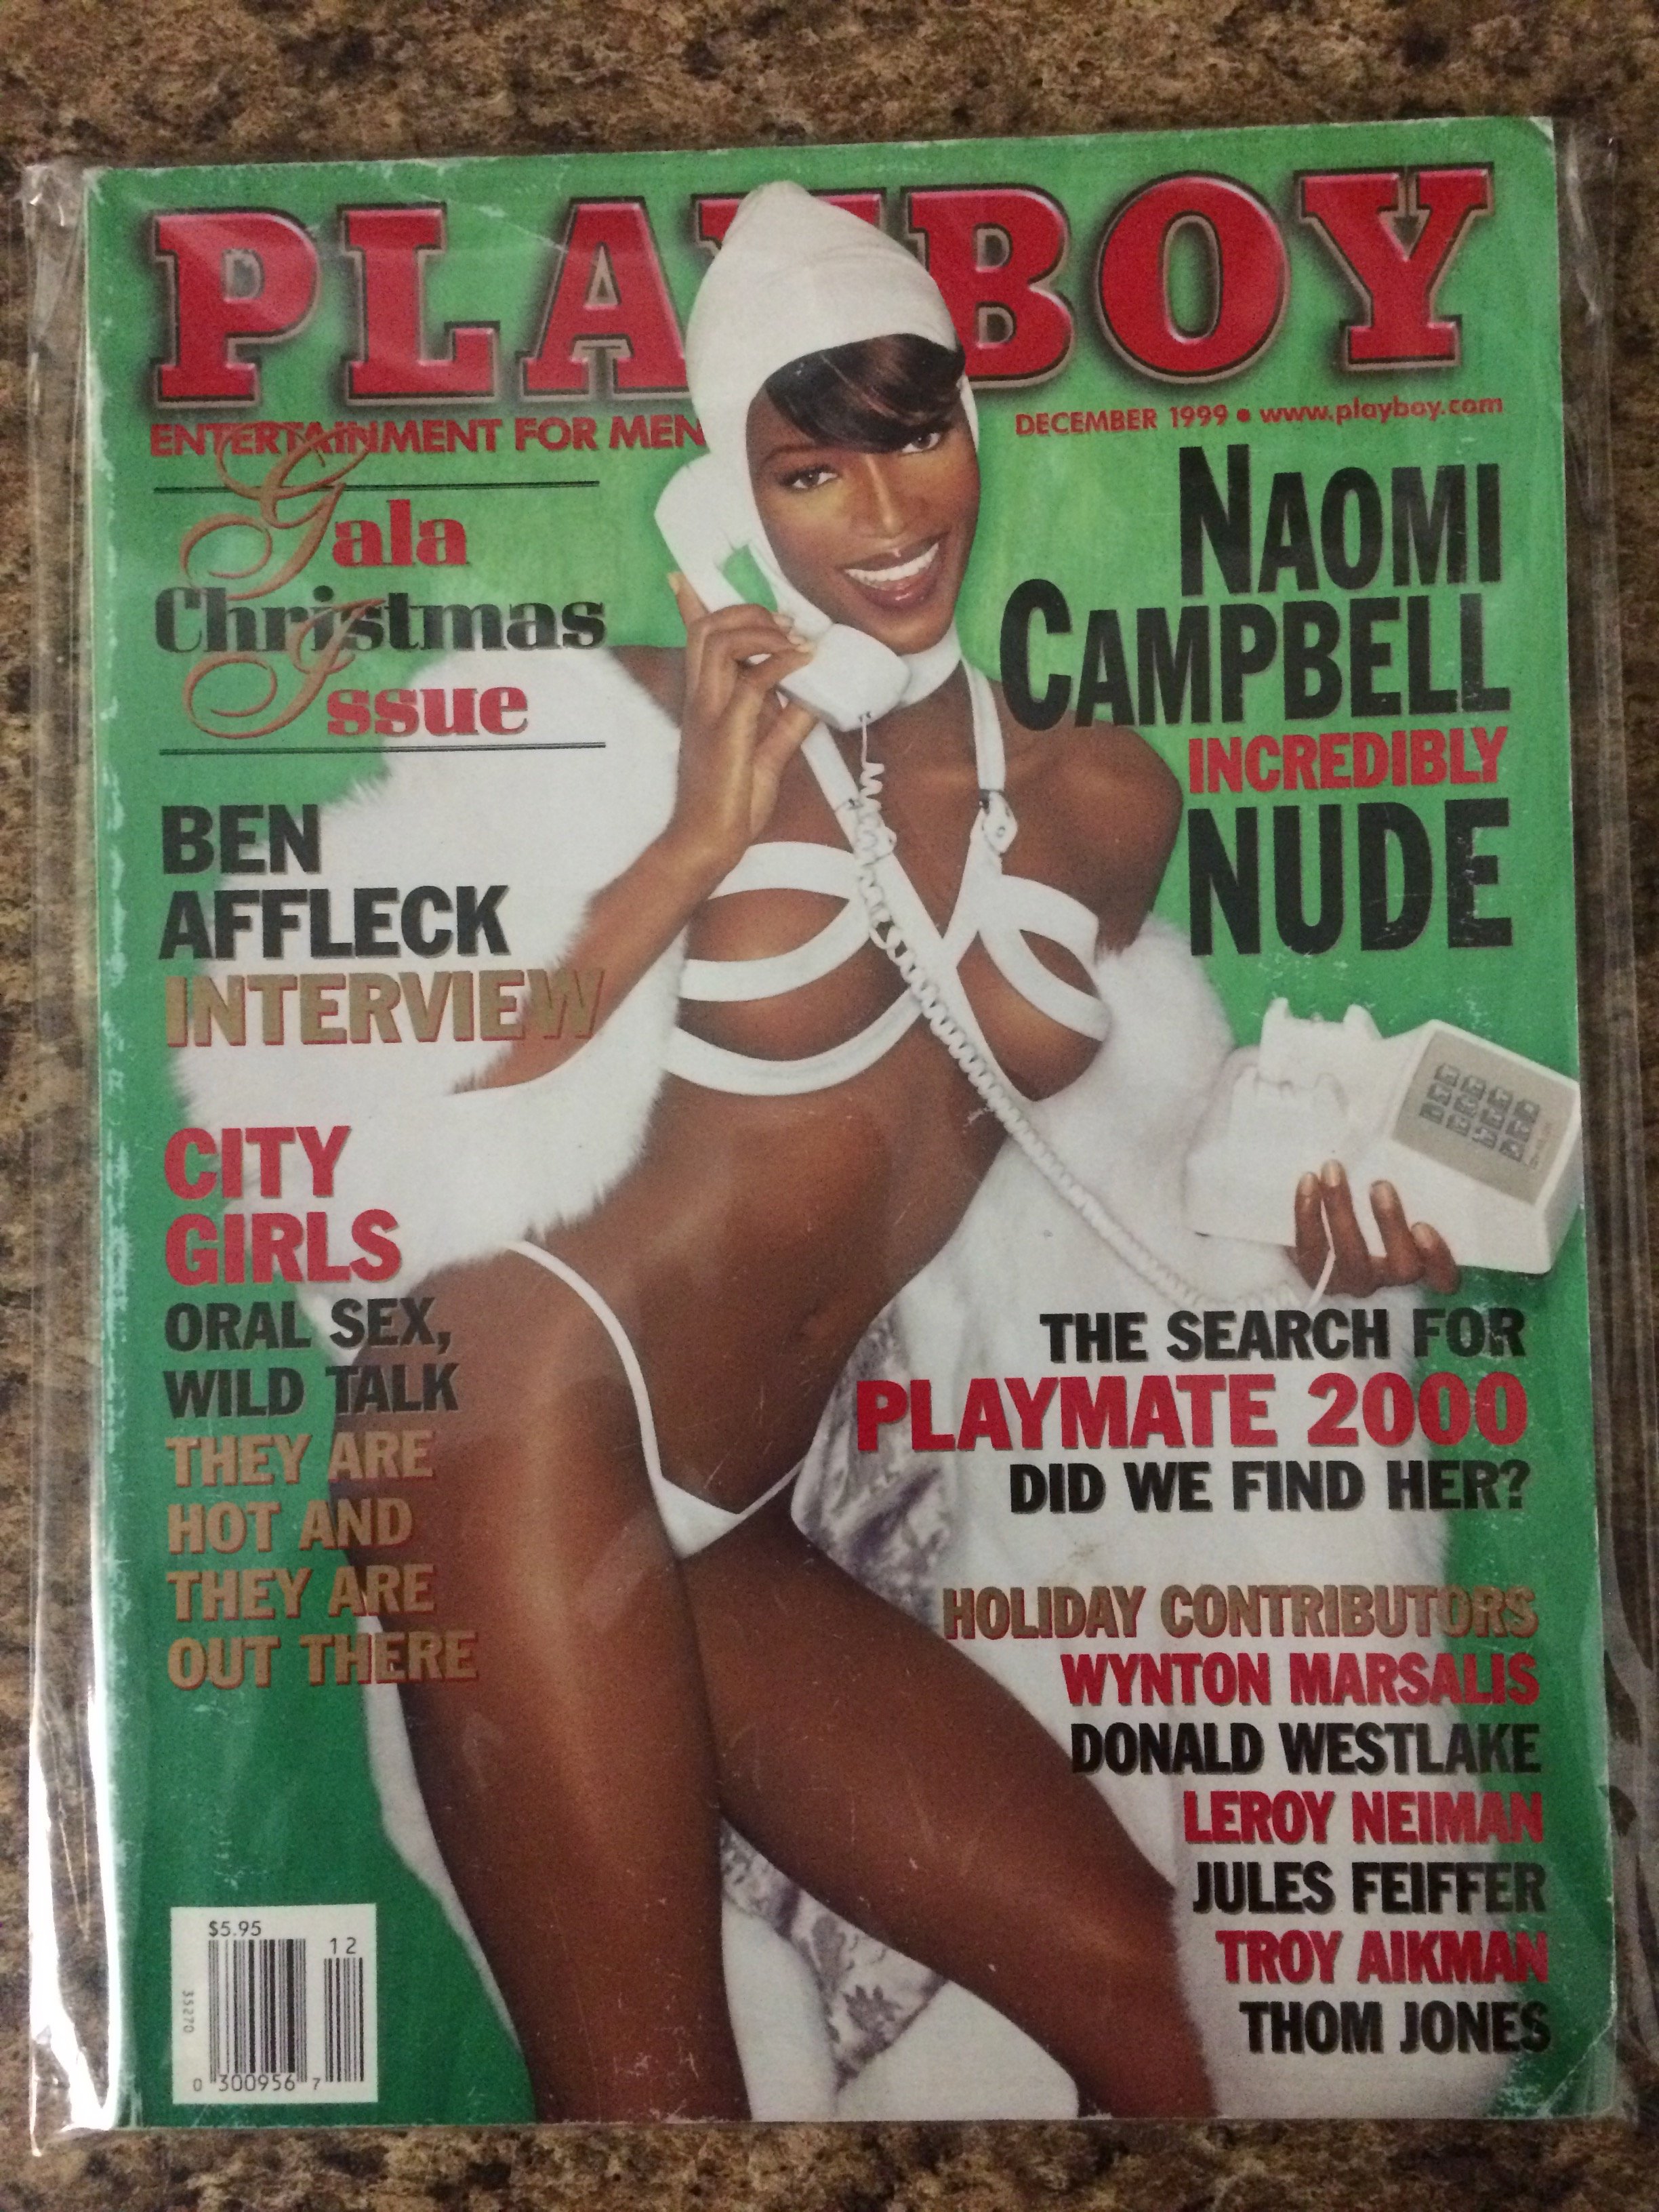 PLAYBOY
ENTERTAINMENT FOR MEN
DECEMBER 1999 • www.playboy.com
Gala
Christmas
Issue
NAOMI
CAMPBELL
INCREDIBLY
NUDE
BEN
AFFLECK
INTERVIEW
CITY
GIRLS
ORAL SEX,
WILD TALK
THEY ARE
HOT AND
THEY ARE
OUT THERE
THE SEARCH FOR
PLAYMATE 2000
DID WE FIND HER?
HOLIDAY CONTRIBUTORS
WYNTON MARSALIS
DONALD WESTLAKE
LEROY NEIMAN
JULES FEIFFER
TROY AIKMAN
THOM JONES
$5.95
12
35270
0 300956 7